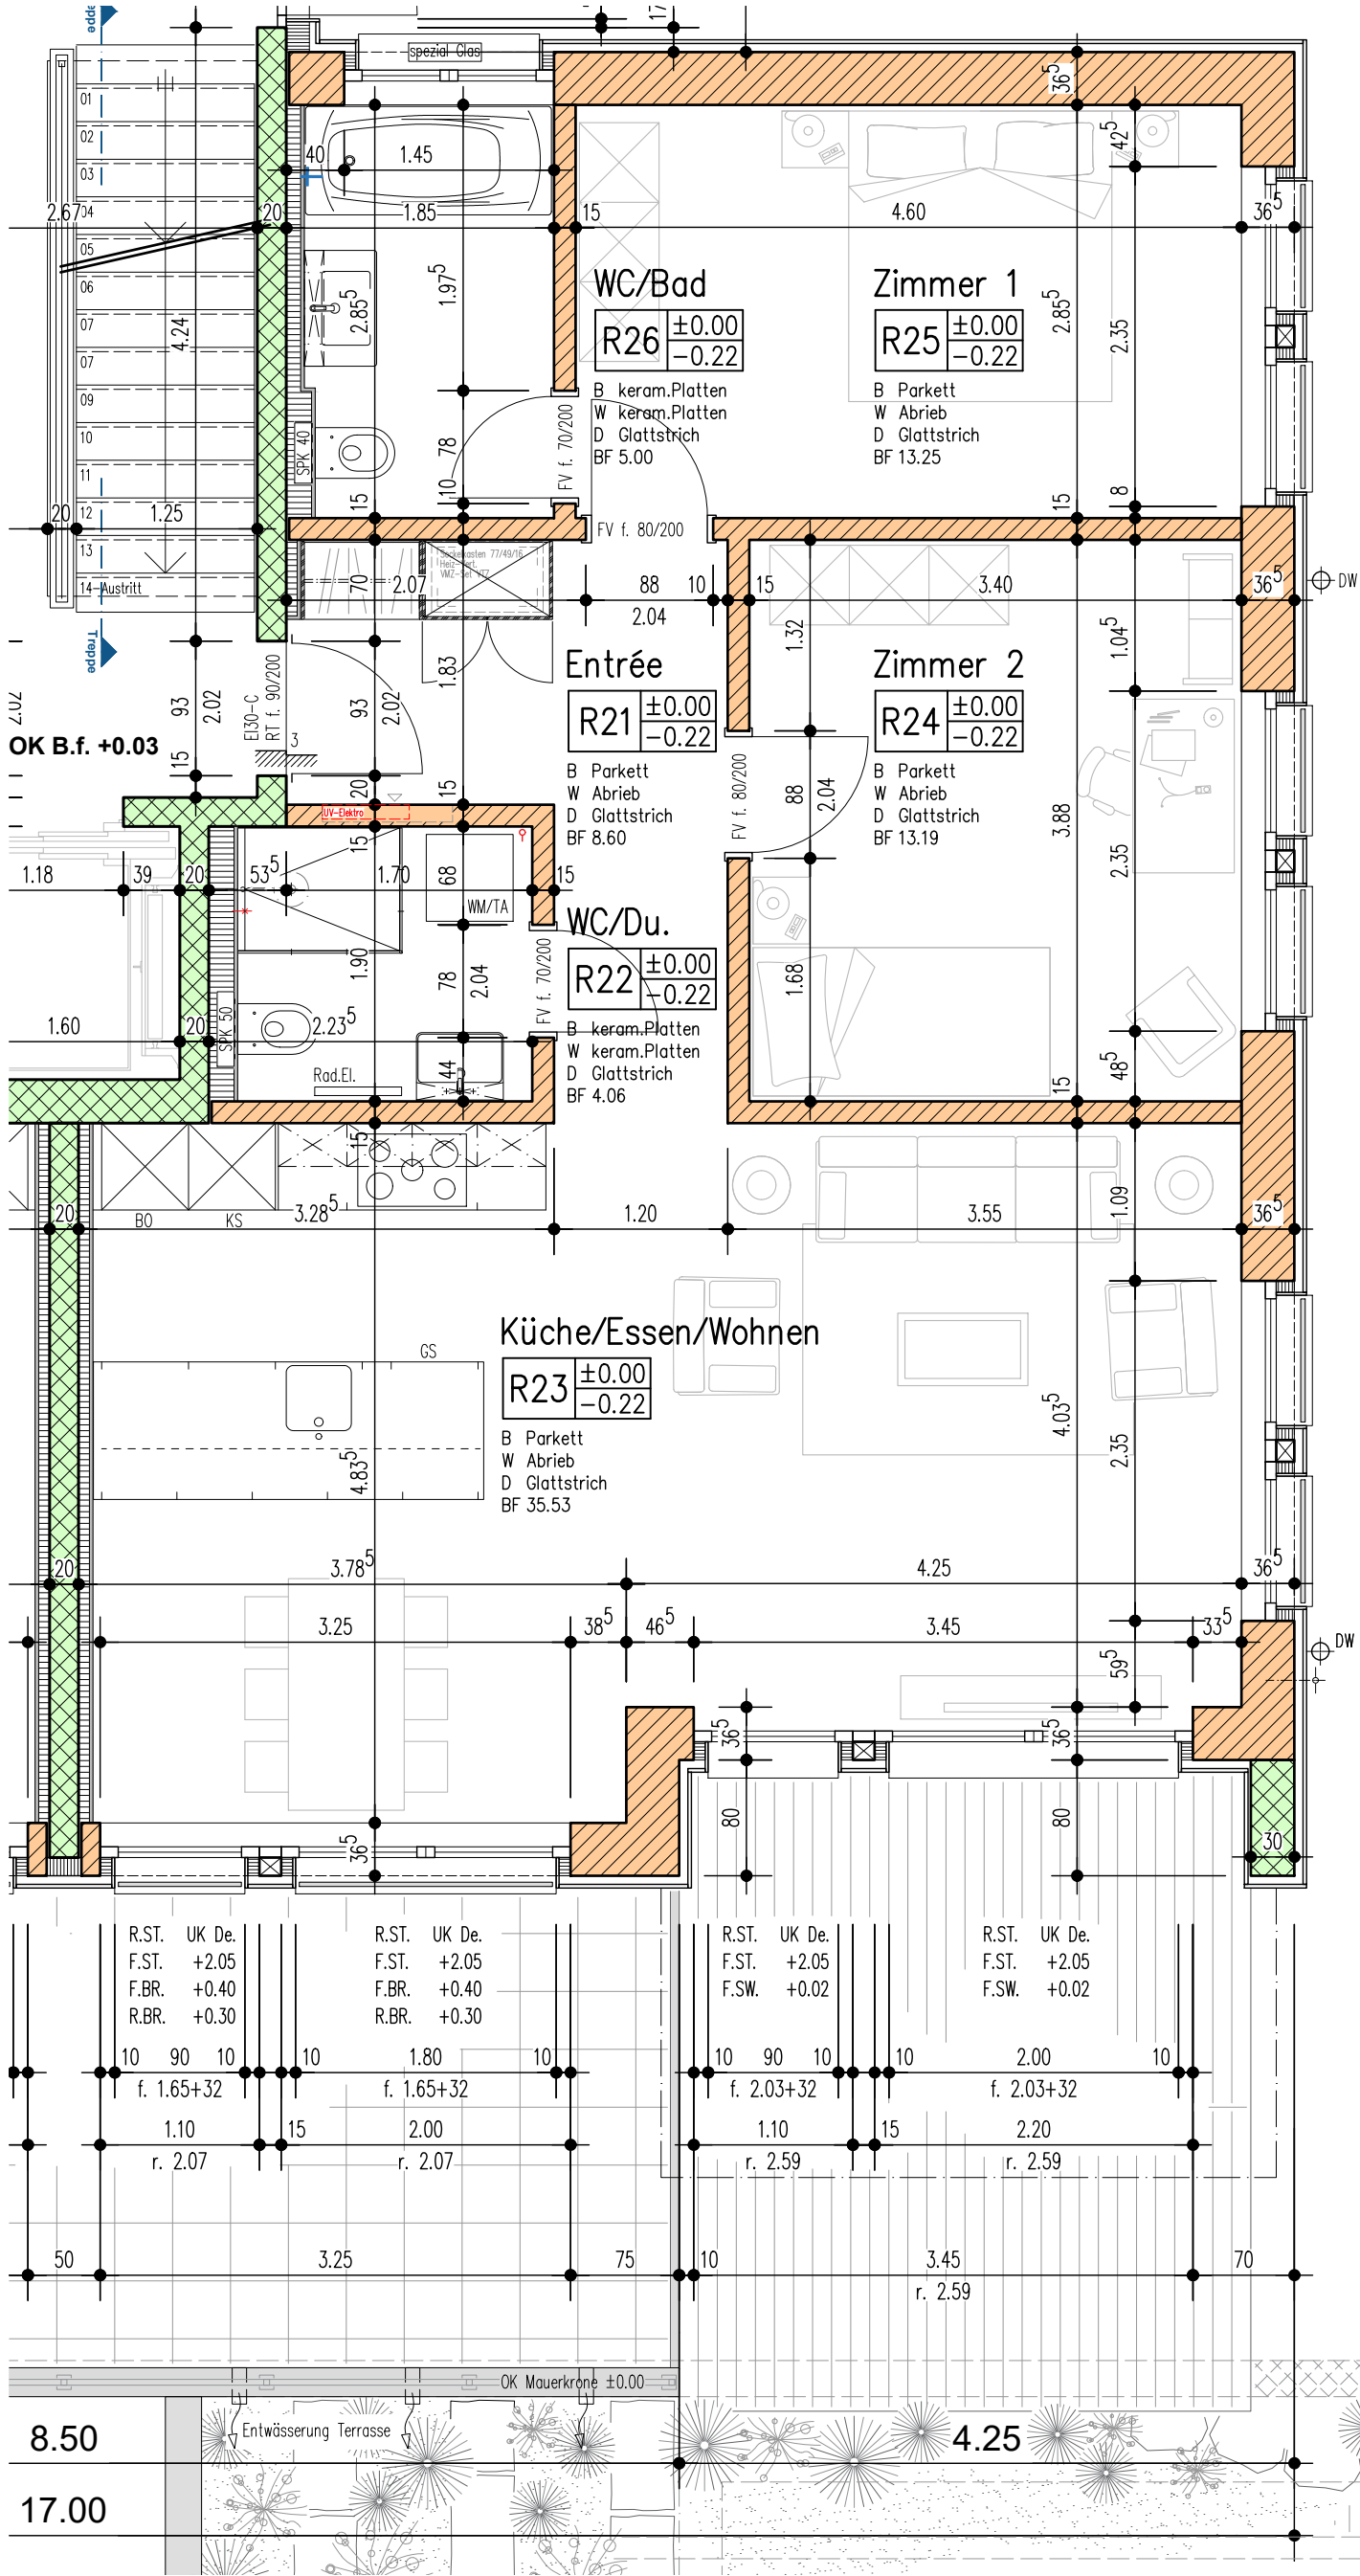 eppe
17
spezial Glas
36⁵
42⁵
01
02
03
04
05
06
07
07
09
10
11
12
13
14-Austritt
40
1.45
2.67
20
1.85
15
4.60
36⁵
4.24
1.97⁵
2.85⁵
2.85⁵
2.35
WC/Bad
R26
±0.00
-0.22
B keram.Platten
W keram.Platten
D Glattstrich
BF 5.00
Zimmer 1
R25
±0.00
-0.22
B Parkett
W Abrieb
D Glattstrich
BF 13.25
SPK 40
78
10
FV f. 70/200
15
15
8
20
1.25
FV f. 80/200
Sockelkasten 77/49/16
70
2.07
88
2.04
10
15
3.40
36⁵
DW
Treppe
1.83
1.32
1.04⁵
Entrée
R21
±0.00
-0.22
B Parkett
W Abrieb
D Glattstrich
BF 8.60
Zimmer 2
R24
±0.00
-0.22
B Parkett
W Abrieb
D Glattstrich
BF 13.19
93
2.02
EI30-C
RT f. 90/200
93
2.02
OK B.f. +0.03
15
3
20
15
FV f. 80/200
88
2.04
3.88
2.35
UV-Elektro
15
1.18
39
20
53⁵
1.70
68
15
WM/TA
WC/Du.
R22
±0.00
-0.22
B keram.Platten
W keram.Platten
D Glattstrich
BF 4.06
1.90
78
2.04
FV f. 70/200
1.68
1.60
20
SPK 50
2.23⁵
Rad.El.
44
15
48⁵
15
BO
KS
20
3.28⁵
1.20
3.55
1.09
36⁵
Küche/Essen/Wohnen
R23
±0.00
-0.22
B Parkett
W Abrieb
D Glattstrich
BF 35.53
GS
4.83⁵
4.03⁵
2.35
20
3.78⁵
4.25
36⁵
3.25
38⁵
46⁵
3.45
33⁵
DW
59⁵
36⁵
36⁵
80
80
36⁵
30
R.ST. UK De.
F.ST. +2.05
F.BR. +0.40
R.BR. +0.30
R.ST. UK De.
F.ST. +2.05
F.BR. +0.40
R.BR. +0.30
R.ST. UK De.
F.ST. +2.05
F.SW. +0.02
R.ST. UK De.
F.ST. +2.05
F.SW. +0.02
10 90 10 10 1.80 10 10 90 10 10 2.00 10
f. 1.65+32 f. 1.65+32 f. 2.03+32 f. 2.03+32
1.10 15 2.00 1.10 15 2.20
r. 2.07 r. 2.07 r. 2.59 r. 2.59
50 3.25 75 10 3.45 70
r. 2.59
OK Mauerkrone ±0.00
Entwässerung Terrasse
8.50
4.25
17.00